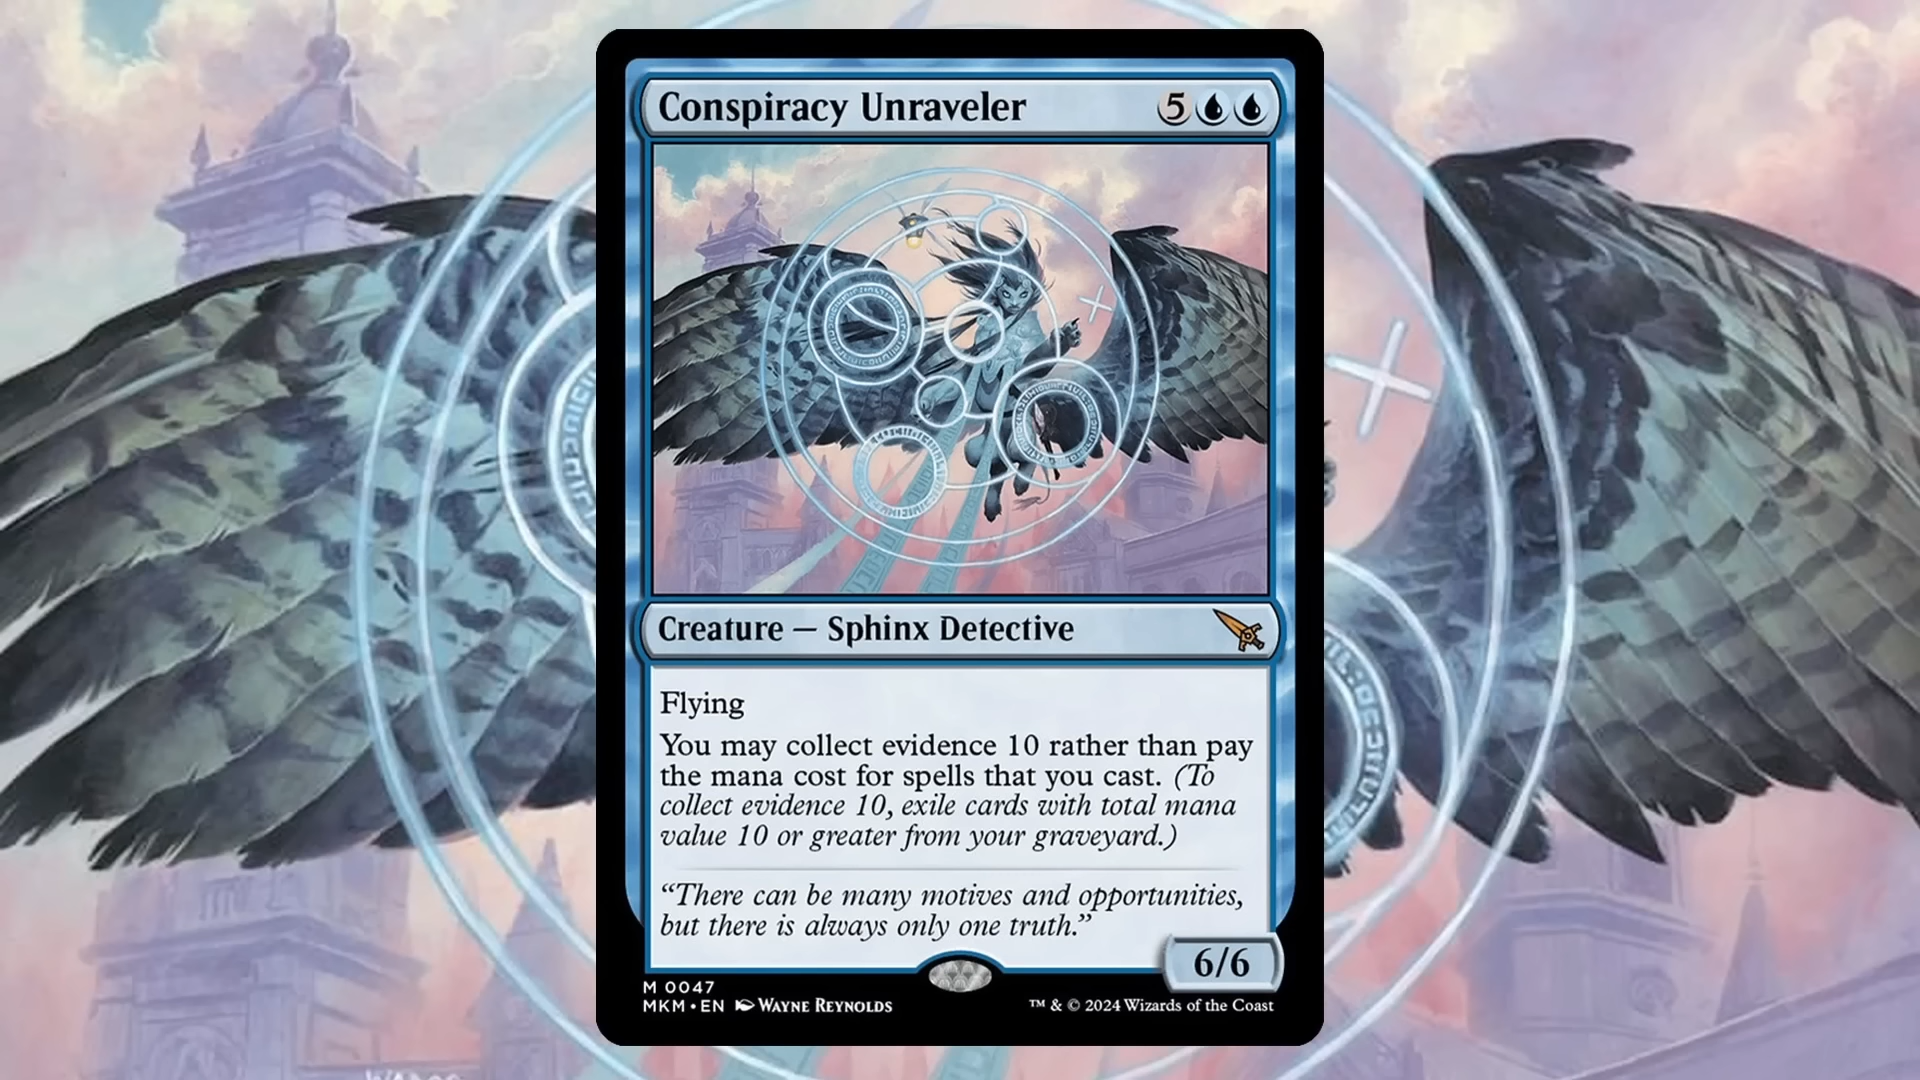 Conspiracy Unraveler 5
Creature — Sphinx Detective
Flying
You may collect evidence 10 rather than pay
the mana cost for spells that you cast. (To
collect evidence 10, exile cards with total mana
value 10 or greater from your graveyard.)
“There can be many motives and opportunities,
but there is always only one truth.”
6/6
M 0047
MKM • EN WAYNE REYNOLDS
™ & © 2024 Wizards of the Coast